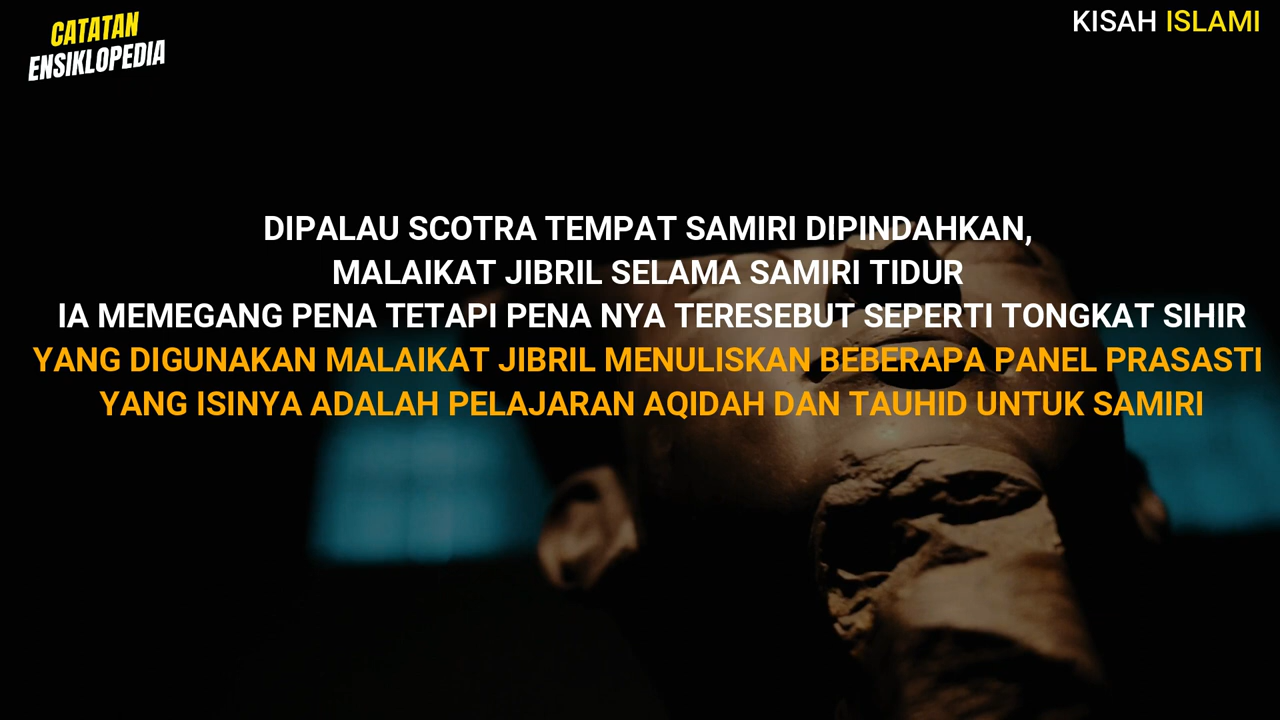 CATATAN
ENSIKLOPEDIA
KISAH ISLAMI
DIPALAU SCOTRA TEMPAT SAMIRI DIPINDAHKAN,
MALAIKAT JIBRIL SELAMA SAMIRI TIDUR
IA MEMEGANG PENA TETAPI PENA NYA TERESEBUT SEPERTI TONGKAT SIHIR
YANG DIGUNAKAN MALAIKAT JIBRIL MENULISKAN BEBERAPA PANEL PRASASTI
YANG ISINYA ADALAH PELAJARAN AQIDAH DAN TAUHID UNTUK SAMIRI